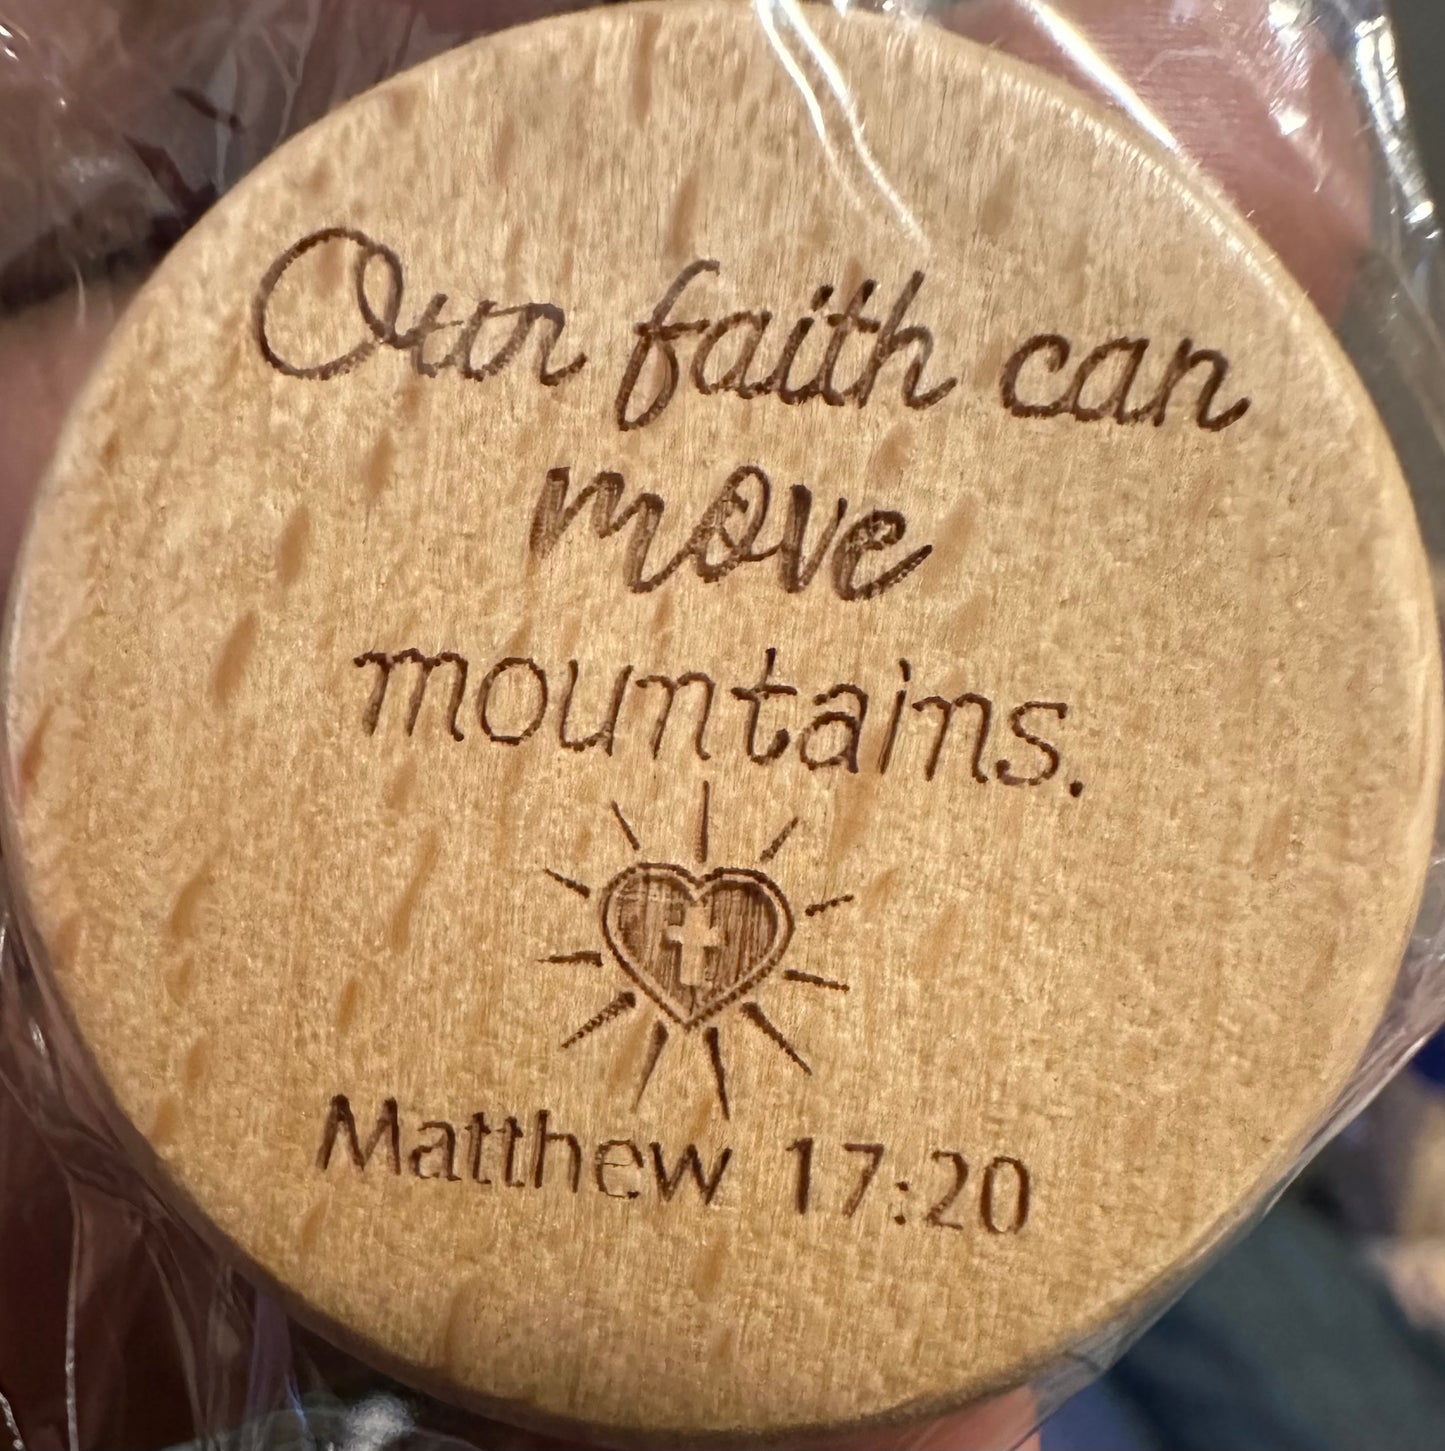 Our faith can
move
mountains.
Matthew 17:20